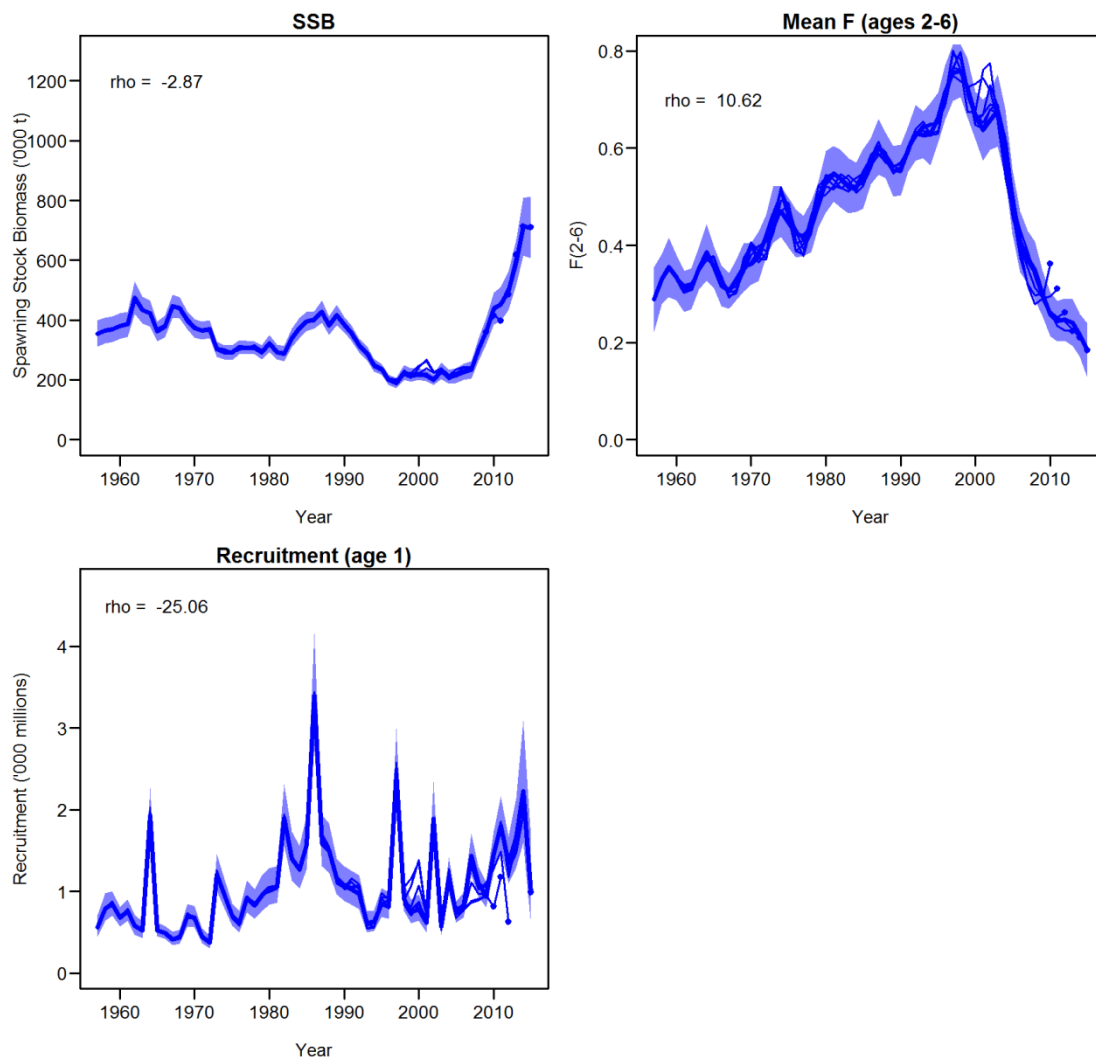 SSB
rho = -2.87
Spawning Stock Biomass ('000 t)
1200
1000
800
600
400
200
0
1960 1970 1980 1990 2000 2010
Year
Mean F (ages 2-6)
rho = 10.62
F(2-6)
0.8
0.6
0.4
0.2
0.0
1960 1970 1980 1990 2000 2010
Year
Recruitment (age 1)
rho = -25.06
Recruitment ('000 millions)
4
3
2
1
0
1960 1970 1980 1990 2000 2010
Year